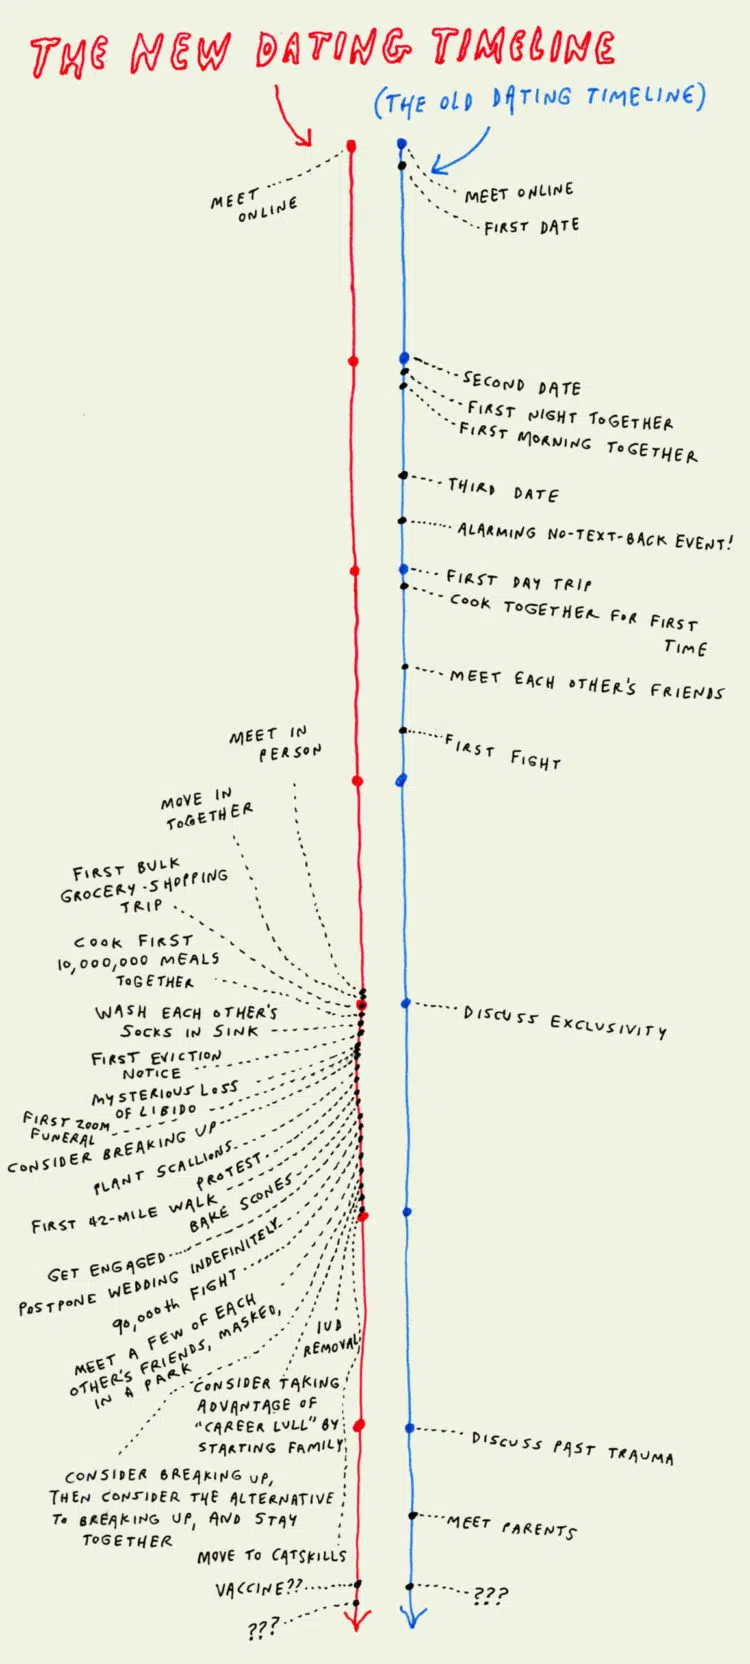 THE NEW DATING TIMELINE
(THE OLD DATING TIMELINE)
MEET
ONLINE
MEET ONLINE
FIRST DATE
SECOND DATE
FIRST NIGHT TOGETHER
FIRST MORNING TOGETHER
THIRD DATE
ALARMING NO-TEXT-BACK EVENT!
FIRST DAY TRIP
COOK TOGETHER FOR FIRST
TIME
MEET EACH OTHER'S FRIENDS
FIRST FIGHT
DISCUSS EXCLUSIVITY
DISCUSS PAST TRAUMA
MEET PARENTS
???
MEET IN
PERSON
MOVE IN
TOGETHER
FIRST BULK
GROCERY-SHOPPING
TRIP
COOK FIRST
10,000,000 MEALS
TOGETHER
WASH EACH OTHER'S
SOCKS IN SINK
FIRST EVICTION
NOTICE
MYSTERIOUS LOSS
OF LIBIDO
FIRST ZOOM
FUNERAL
CONSIDER BREAKING UP
PLANT SCALLIONS
PROTEST
FIRST 42-MILE WALK
BAKE SCONES
GET ENGAGED
POSTPONE WEDDING INDEFINITELY
90,000th FIGHT
MEET A FEW OF EACH
OTHER'S FRIENDS, MASKED,
IN A PARK
IUD
REMOVAL
CONSIDER TAKING
ADVANTAGE OF
"CAREER LULL" BY
STARTING FAMILY
CONSIDER BREAKING UP,
THEN CONSIDER THE ALTERNATIVE
TO BREAKING UP, AND STAY
TOGETHER
MOVE TO CATSKILLS
VACCINE??
???